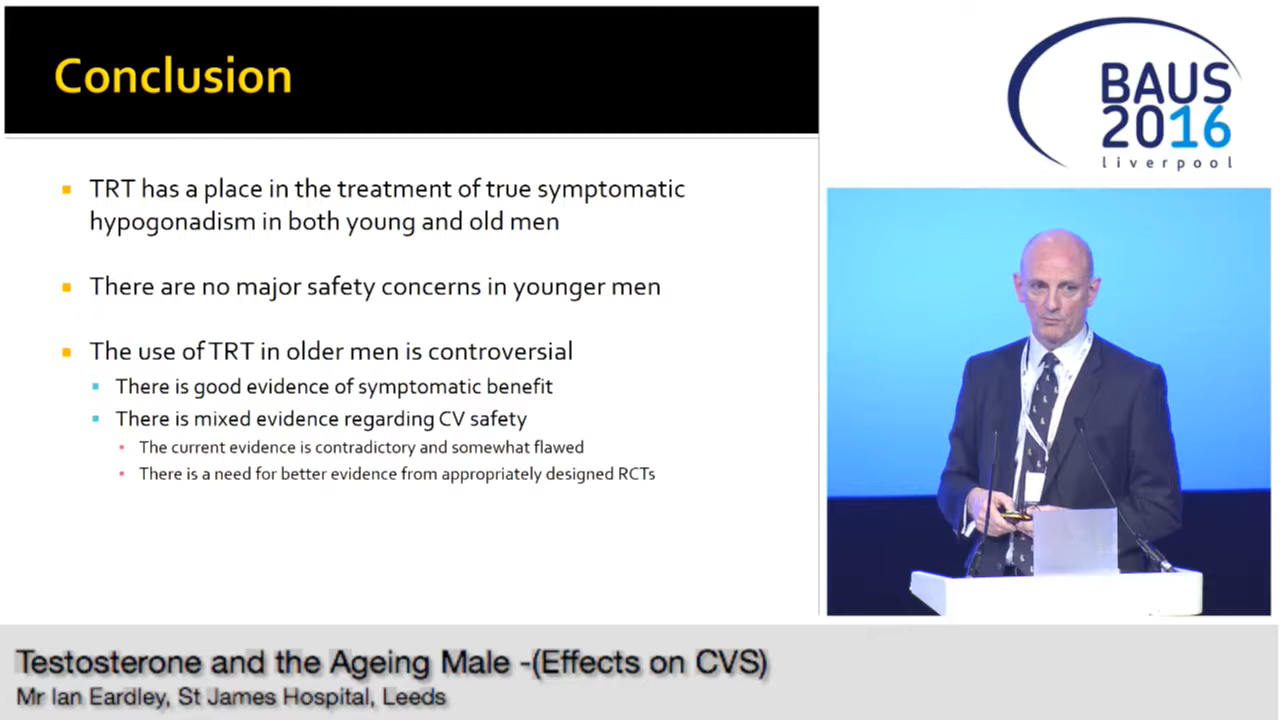 Conclusion
BAUS
2016
liverpool
TRT has a place in the treatment of true symptomatic
hypogonadism in both young and old men
There are no major safety concerns in younger men
The use of TRT in older men is controversial
There is good evidence of symptomatic benefit
There is mixed evidence regarding CV safety
The current evidence is contradictory and somewhat flawed
There is a need for better evidence from appropriately designed RCTs
Testosterone and the Ageing Male -(Effects on CVS)
Mr Ian Eardley, St James Hospital, Leeds